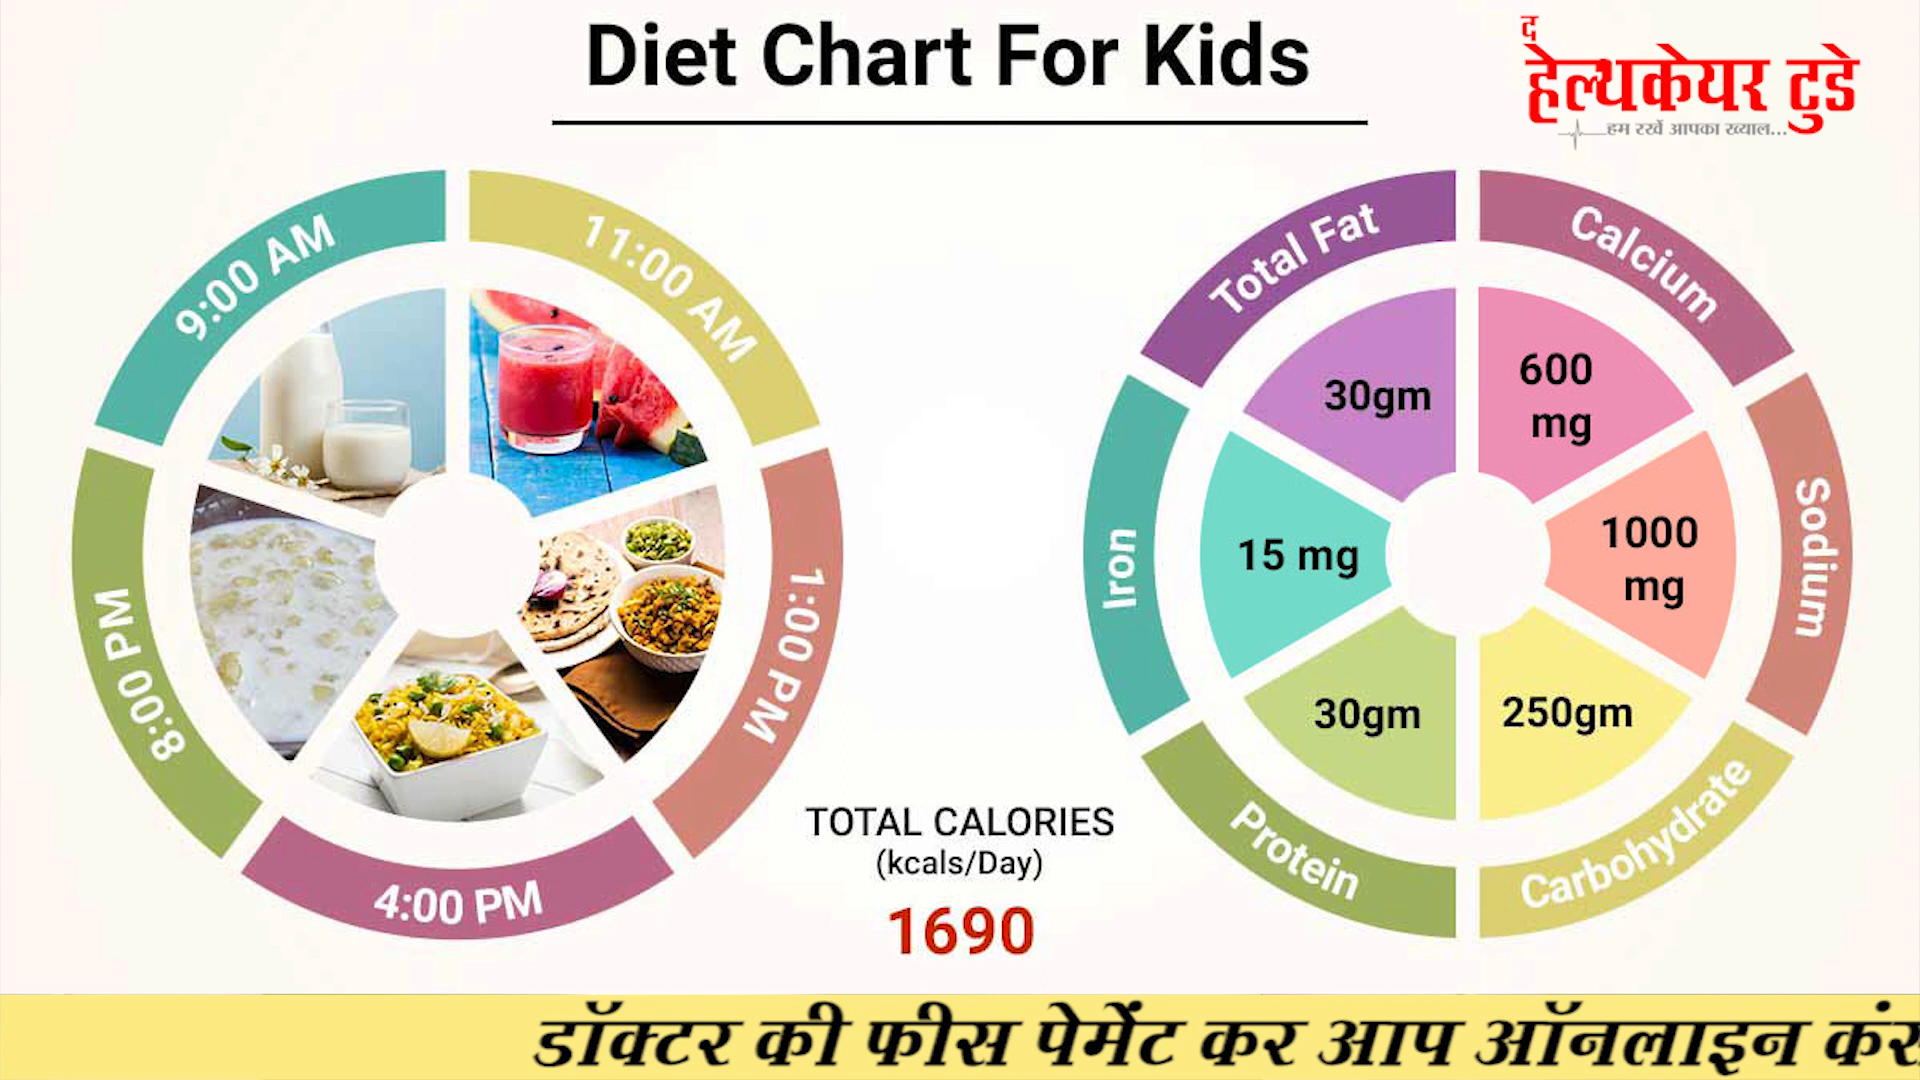 Diet Chart For Kids
द
हेल्थकेयर टुडे
हम रखें आपका ख्याल...
9:00 AM
11:00 AM
1:00 PM
4:00 PM
8:00 PM
Total Fat
30gm
Calcium
600
mg
Sodium
1000
mg
Carbohydrate
250gm
Protein
30gm
Iron
15 mg
TOTAL CALORIES
(kcals/Day)
1690
डॉक्टर की फीस पेमेंट कर आप ऑनलाइन